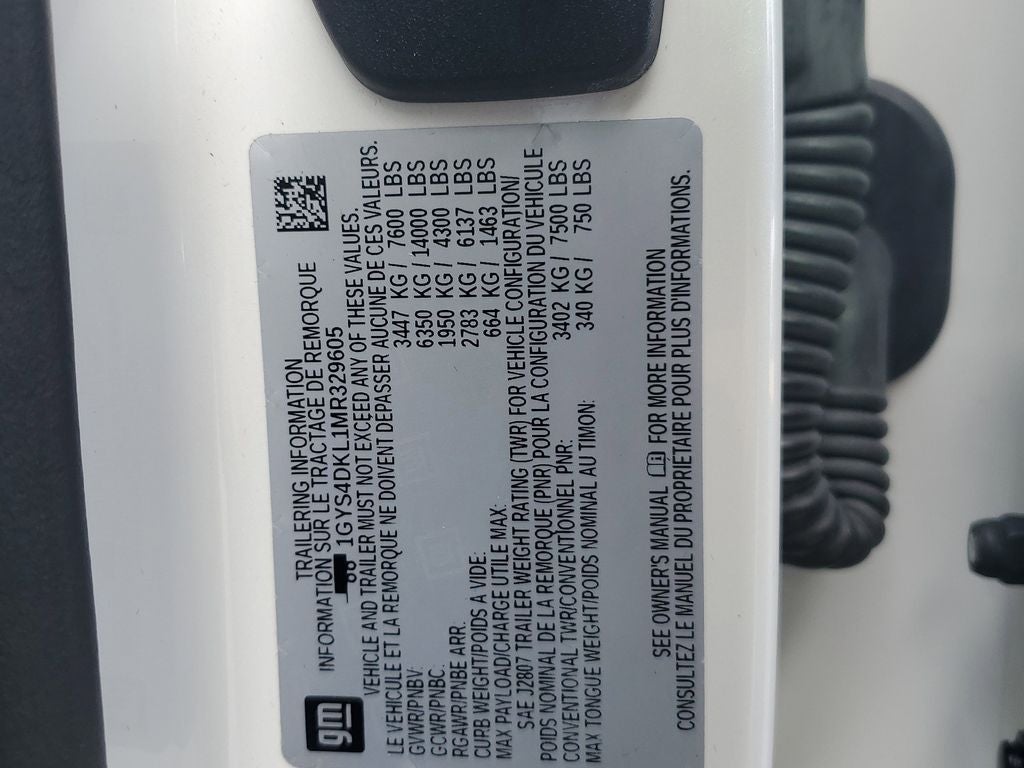 gm
TRAILERING INFORMATION
INFORMATION SUR LE TRACTAGE DE REMORQUE
1GYS4DKL1MR329605
VEHICLE AND TRAILER MUST NOT EXCEED ANY OF THESE VALUES.
LE VEHICULE ET LA REMORQUE NE DOIVENT DEPASSER AUCUNE DE CES VALEURS.
GVWR/PNBV: 3447 KG / 7600 LBS
GCWR/PNBC: 6350 KG / 14000 LBS
RGAWR/PNBE ARR: 1950 KG / 4300 LBS
CURB WEIGHT/POIDS A VIDE: 2783 KG / 6137 LBS
MAX PAYLOAD/CHARGE UTILE MAX: 664 KG / 1463 LBS
SAE J2807 TRAILER WEIGHT RATING (TWR) FOR VEHICLE CONFIGURATION/
POIDS NOMINAL DE LA REMORQUE (PNR) POUR LA CONFIGURATION DU VEHICULE
CONVENTIONAL TWR/CONVENTIONNEL PNR: 3402 KG / 7500 LBS
MAX TONGUE WEIGHT/POIDS NOMINAL AU TIMON: 340 KG / 750 LBS
SEE OWNER'S MANUAL FOR MORE INFORMATION
CONSULTEZ LE MANUEL DU PROPRIETAIRE POUR PLUS D'INFORMATIONS.